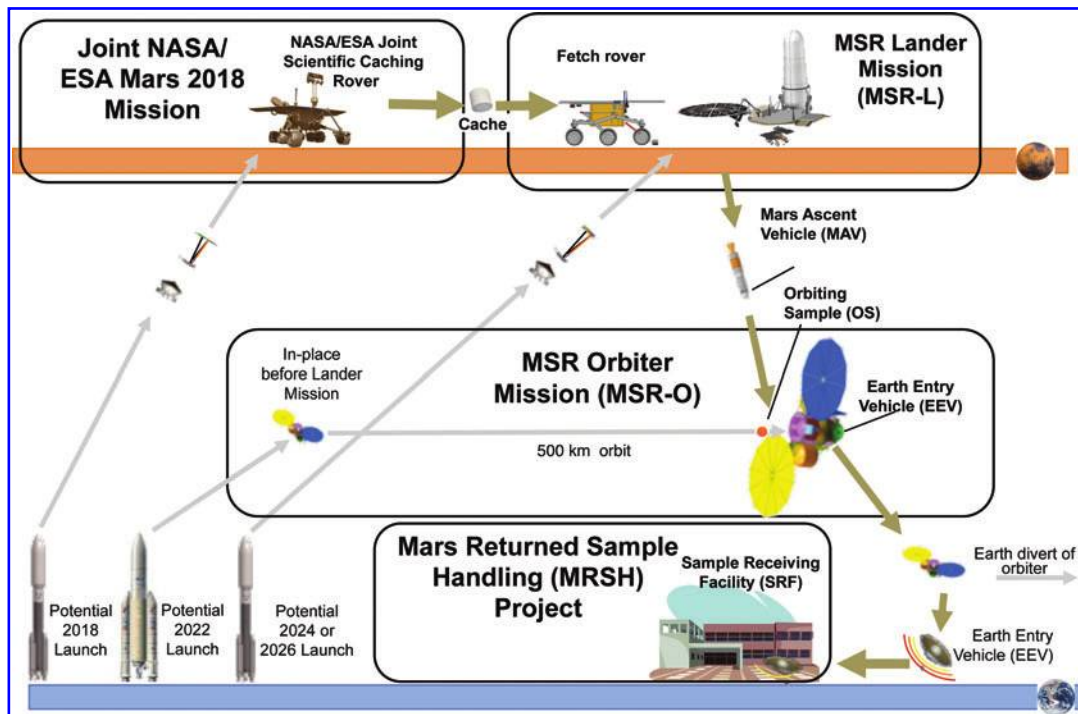 Joint NASA/
ESA Mars 2018
Mission
NASA/ESA Joint
Scientific Caching
Rover
Cache
Fetch rover
MSR Lander
Mission
(MSR-L)
Mars Ascent
Vehicle (MAV)
Orbiting
Sample (OS)
In-place
before Lander
Mission
MSR Orbiter
Mission (MSR-O)
Earth Entry
Vehicle (EEV)
500 km orbit
Potential
2018
Launch
Potential
2022
Launch
Potential
2024 or
2026 Launch
Mars Returned Sample
Handling (MRSH)
Project
Sample Receiving
Facility (SRF)
Earth divert of
orbiter
Earth Entry
Vehicle (EEV)